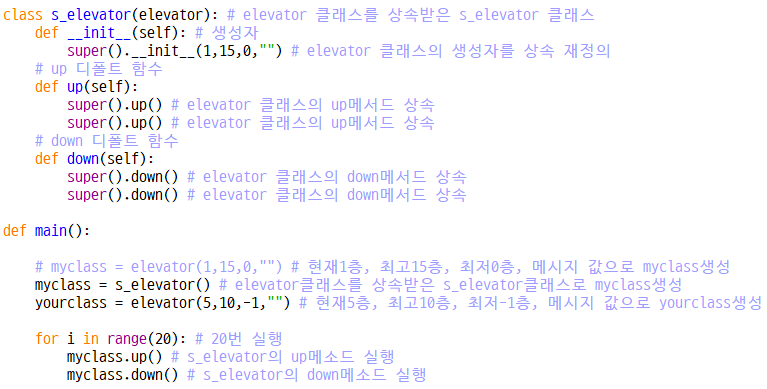 class s_elevator(elevator): # elevator 클래스를 상속받은 s_elevator 클래스
    def __init__(self): # 생성자
        super().__init__(1,15,0,"") # elevator 클래스의 생성자를 상속 재정의
    # up 디폴트 함수
    def up(self):
        super().up() # elevator 클래스의 up메서드 상속
        super().up() # elevator 클래스의 up메서드 상속
    # down 디폴트 함수
    def down(self):
        super().down() # elevator 클래스의 down메서드 상속
        super().down() # elevator 클래스의 down메서드 상속

def main():

    # myclass = elevator(1,15,0,"") # 현재1층, 최고15층, 최저0층, 메시지 값으로 myclass생성
    myclass = s_elevator() # elevator클래스를 상속받은 s_elevator클래스로 myclass생성
    yourclass = elevator(5,10,-1,"") # 현재5층, 최고10층, 최저-1층, 메시지 값으로 yourclass생성

    for i in range(20): # 20번 실행
        myclass.up() # s_elevator의 up메소드 실행
        myclass.down() # s_elevator의 down메소드 실행